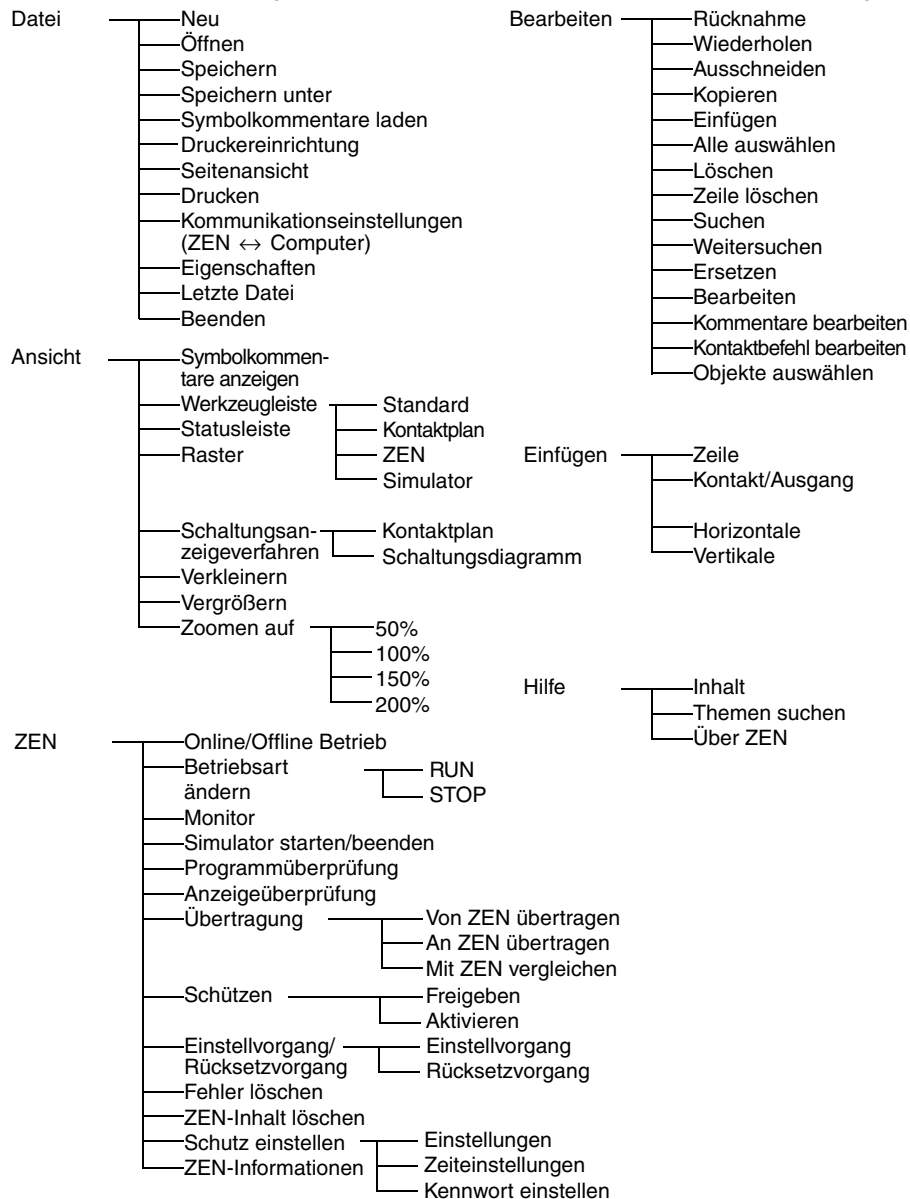 Datei
Neu
Öffnen
Speichern
Speichern unter
Symbolkommentare laden
Druckereinrichtung
Seitenansicht
Drucken
Kommunikationseinstellungen
(ZEN ↔ Computer)
Eigenschaften
Letzte Datei
Beenden
Bearbeiten
Rücknahme
Wiederholen
Ausschneiden
Kopieren
Einfügen
Alle auswählen
Löschen
Zeile löschen
Suchen
Weitersuchen
Ersetzen
Bearbeiten
Kommentare bearbeiten
Kontaktbefehl bearbeiten
Objekte auswählen
Ansicht
Symbolkommen-
tare anzeigen
Werkzeugleiste
Standard
Kontaktplan
ZEN
Simulator
Statusleiste
Raster
Schaltungsan-
zeigeverfahren
Kontaktplan
Schaltungsdiagramm
Verkleinern
Vergrößern
Zoomen auf
50%
100%
150%
200%
Einfügen
Zeile
Kontakt/Ausgang
Horizontale
Vertikale
Hilfe
Inhalt
Themen suchen
Über ZEN
ZEN
Online/Offline Betrieb
Betriebsart
ändern
RUN
STOP
Monitor
Simulator starten/beenden
Programmüberprüfung
Anzeigeüberprüfung
Übertragung
Von ZEN übertragen
An ZEN übertragen
Mit ZEN vergleichen
Schützen
Freigeben
Aktivieren
Einstellvorgang/
Rücksetzvorgang
Einstellvorgang
Rücksetzvorgang
Fehler löschen
ZEN-Inhalt löschen
Schutz einstellen
Einstellungen
Zeiteinstellungen
Kennwort einstellen
ZEN-Informationen